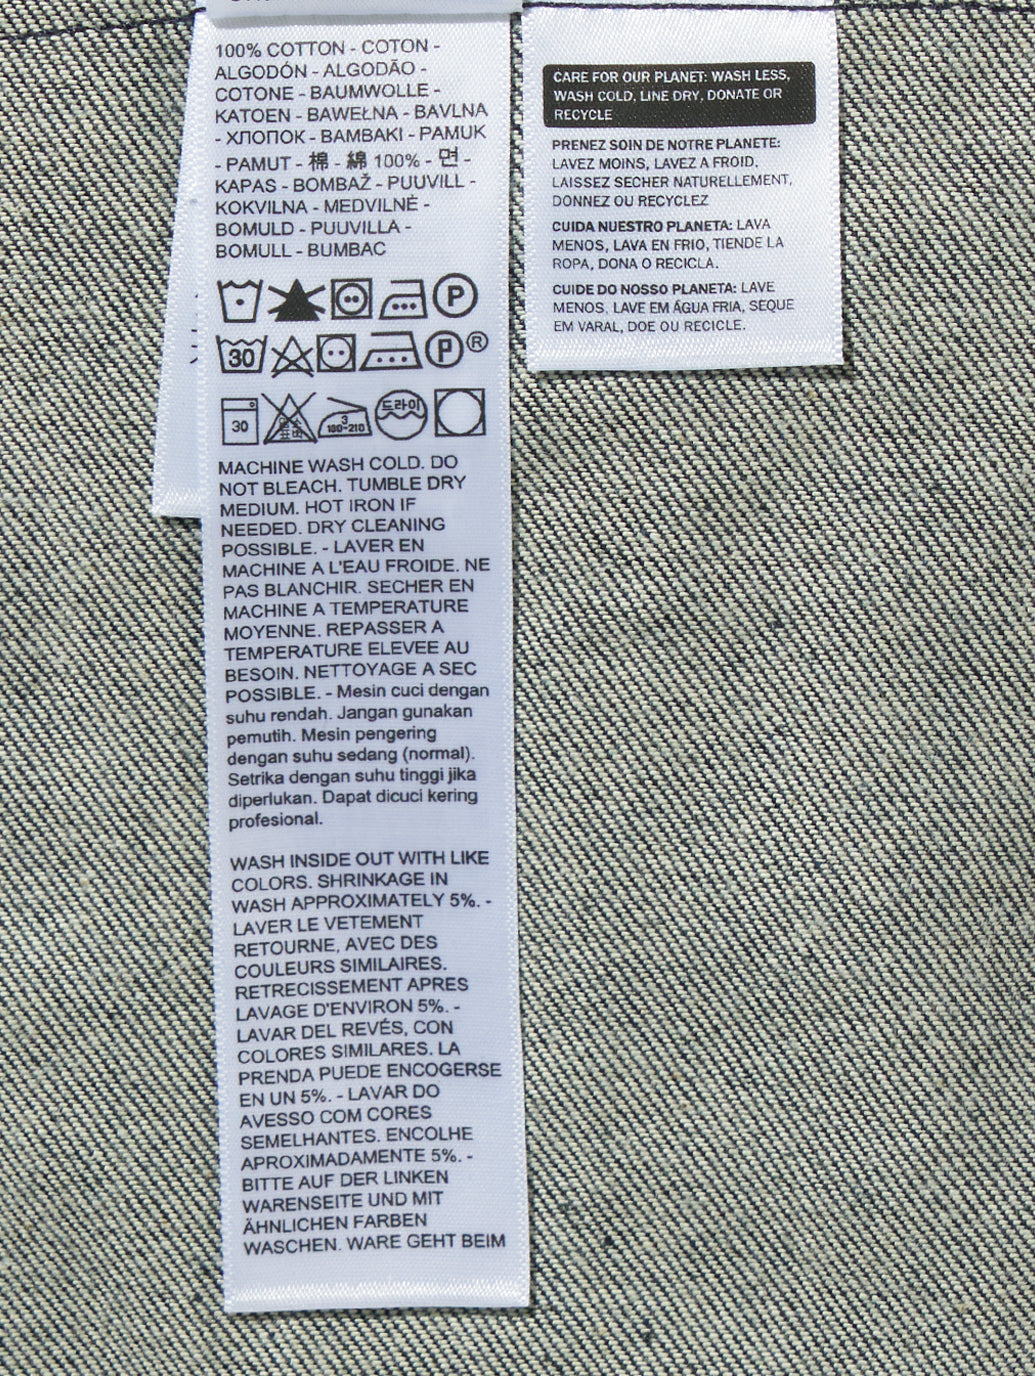 100% COTTON - COTON -
ALGODÓN - ALGODÃO -
COTONE - BAUMWOLLE -
KATOEN - BAWEŁNA - BAVLNA
- ХЛОПОК - BAMBAKI - PAMUK
- PAMUT - 棉 - 綿 100% - 면 -
KAPAS - BOMBAŽ - PUUVILL -
KOKVILNA - MEDVILNĖ -
BOMULD - PUUVILLA -
BOMULL - BUMBAC
P
30 P ®
30 3 180~210 드라이
MACHINE WASH COLD. DO
NOT BLEACH. TUMBLE DRY
MEDIUM. HOT IRON IF
NEEDED. DRY CLEANING
POSSIBLE. - LAVER EN
MACHINE A L'EAU FROIDE. NE
PAS BLANCHIR. SECHER EN
MACHINE A TEMPERATURE
MOYENNE. REPASSER A
TEMPERATURE ELEVEE AU
BESOIN. NETTOYAGE A SEC
POSSIBLE. - Mesin cuci dengan
suhu rendah. Jangan gunakan
pemutih. Mesin pengering
dengan suhu sedang (normal).
Setrika dengan suhu tinggi jika
diperlukan. Dapat dicuci kering
profesional.
WASH INSIDE OUT WITH LIKE
COLORS. SHRINKAGE IN
WASH APPROXIMATELY 5%. -
LAVER LE VETEMENT
RETOURNE, AVEC DES
COULEURS SIMILAIRES.
RETRECISSEMENT APRES
LAVAGE D'ENVIRON 5%. -
LAVAR DEL REVÉS, CON
COLORES SIMILARES. LA
PRENDA PUEDE ENCOGERSE
EN UN 5%. - LAVAR DO
AVESSO COM CORES
SEMELHANTES. ENCOLHE
APROXIMADAMENTE 5%. -
BITTE AUF DER LINKEN
WARENSEITE UND MIT
ÄHNLICHEN FARBEN
WASCHEN. WARE GEHT BEIM
CARE FOR OUR PLANET: WASH LESS,
WASH COLD, LINE DRY, DONATE OR
RECYCLE
PRENEZ SOIN DE NOTRE PLANETE:
LAVEZ MOINS, LAVEZ A FROID,
LAISSEZ SECHER NATURELLEMENT,
DONNEZ OU RECYCLEZ
CUIDA NUESTRO PLANETA: LAVA
MENOS, LAVA EN FRIO, TIENDE LA
ROPA, DONA O RECICLA.
CUIDE DO NOSSO PLANETA: LAVE
MENOS, LAVE EM ÁGUA FRIA, SEQUE
EM VARAL, DOE OU RECICLE.